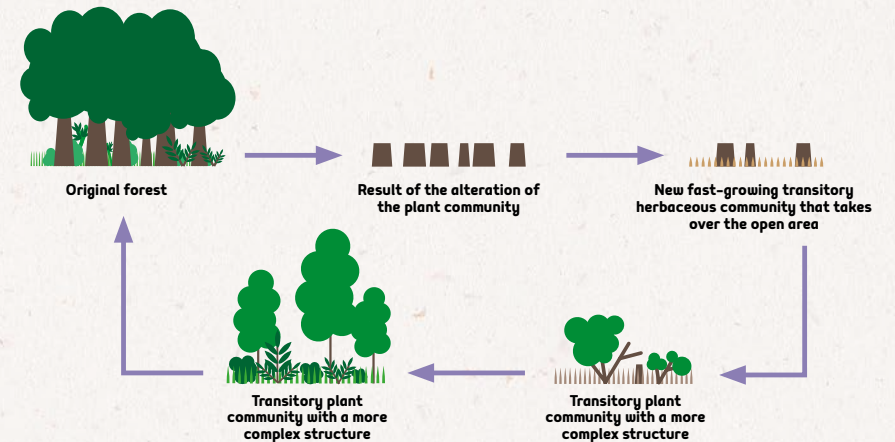 Original forest
Result of the alteration of
the plant community
New fast-growing transitory
herbaceous community that takes
over the open area
Transitory plant
community with a more
complex structure
Transitory plant
community with a more
complex structure